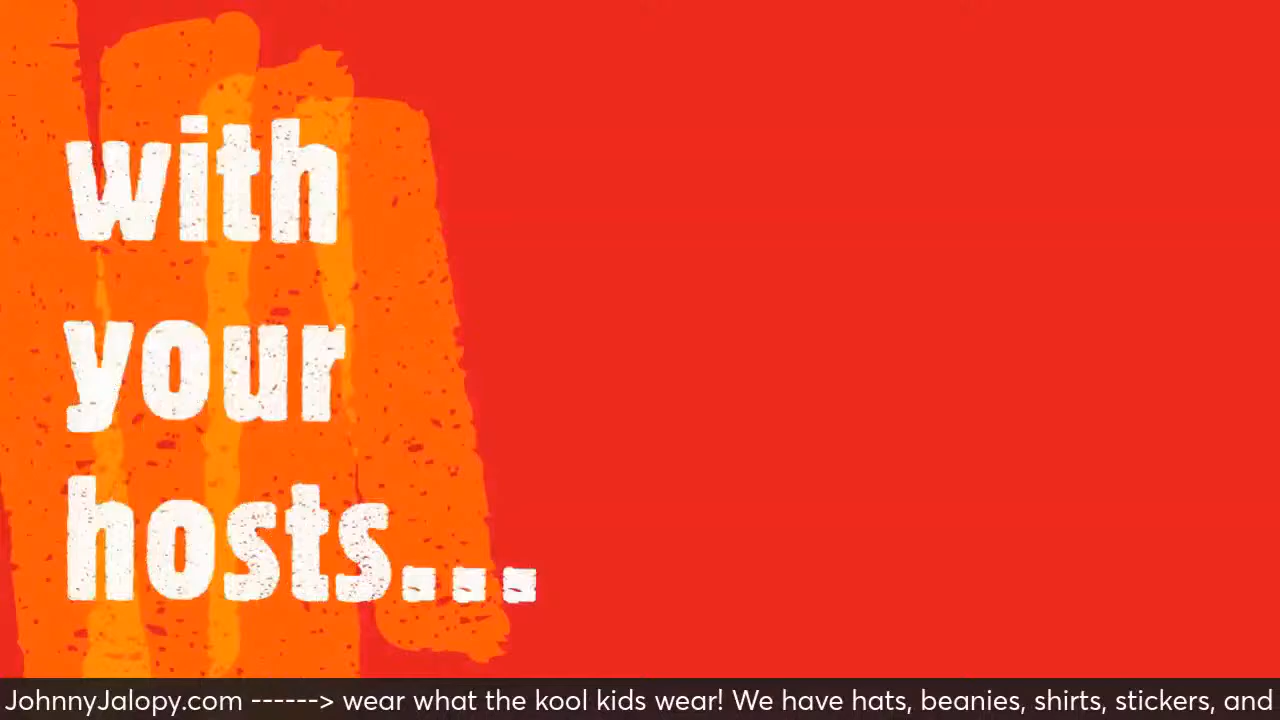 with
your
hosts...
JohnnyJalopy.com ------> wear what the kool kids wear! We have hats, beanies, shirts, stickers, and